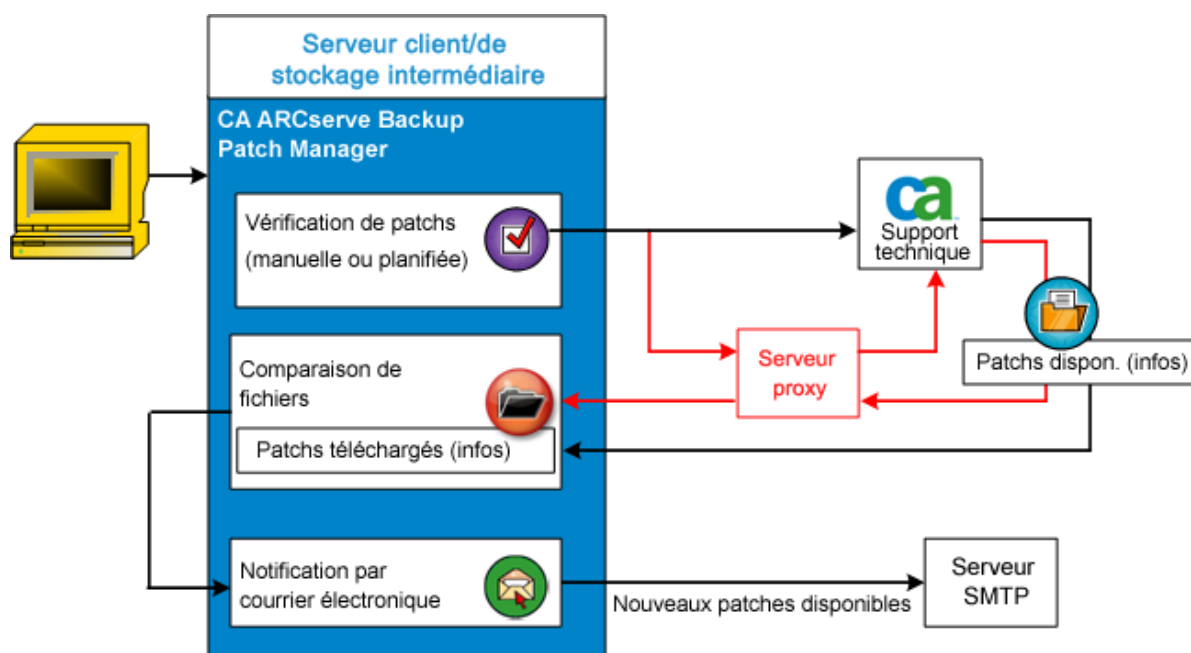 Serveur client/de
stockage intermédiaire
CA ARCserve Backup
Patch Manager
Vérification de patchs
(manuelle ou planifiée)
ca
Support
technique
Patchs dispon. (infos)
Serveur
proxy
Comparaison de
fichiers
Patchs téléchargés (infos)
Notification par
courrier électronique
Nouveaux patches disponibles
Serveur
SMTP